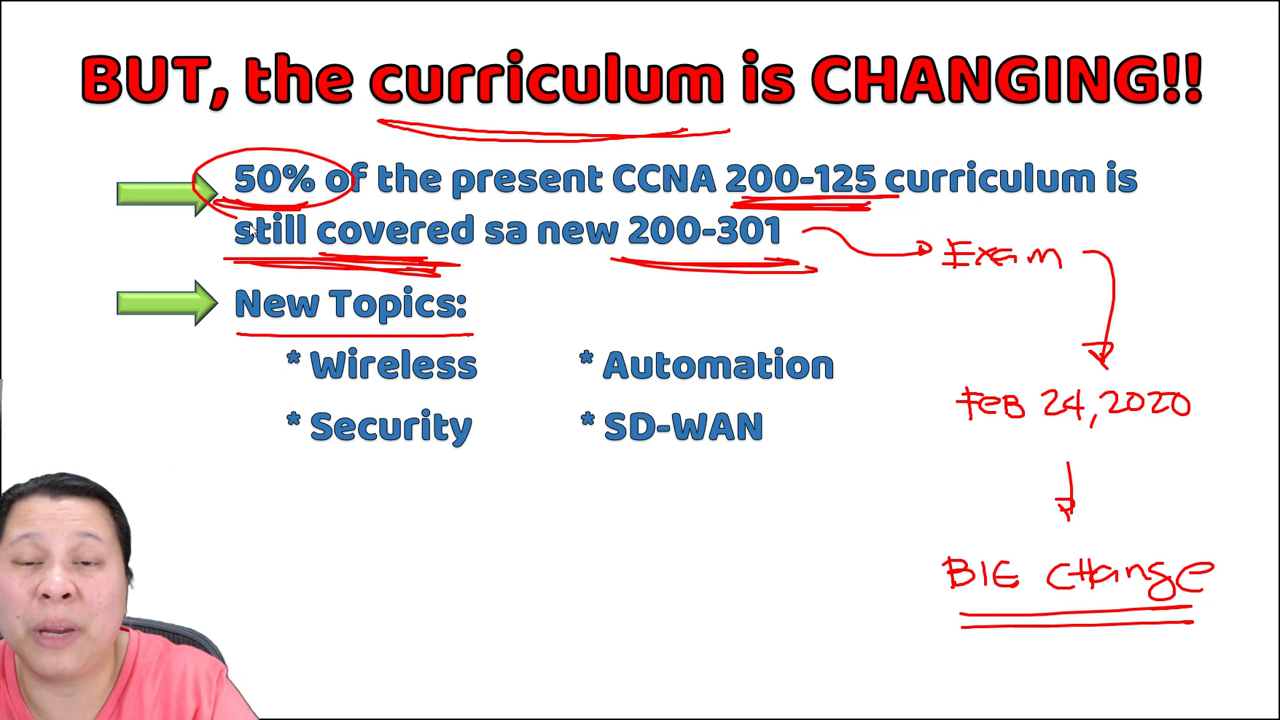 BUT, the curriculum is CHANGING!!
50% of the present CCNA 200-125 curriculum is
still covered sa new 200-301
Exam
New Topics:
* Wireless * Automation
Feb 24, 2020
* Security * SD-WAN
BIG CHange